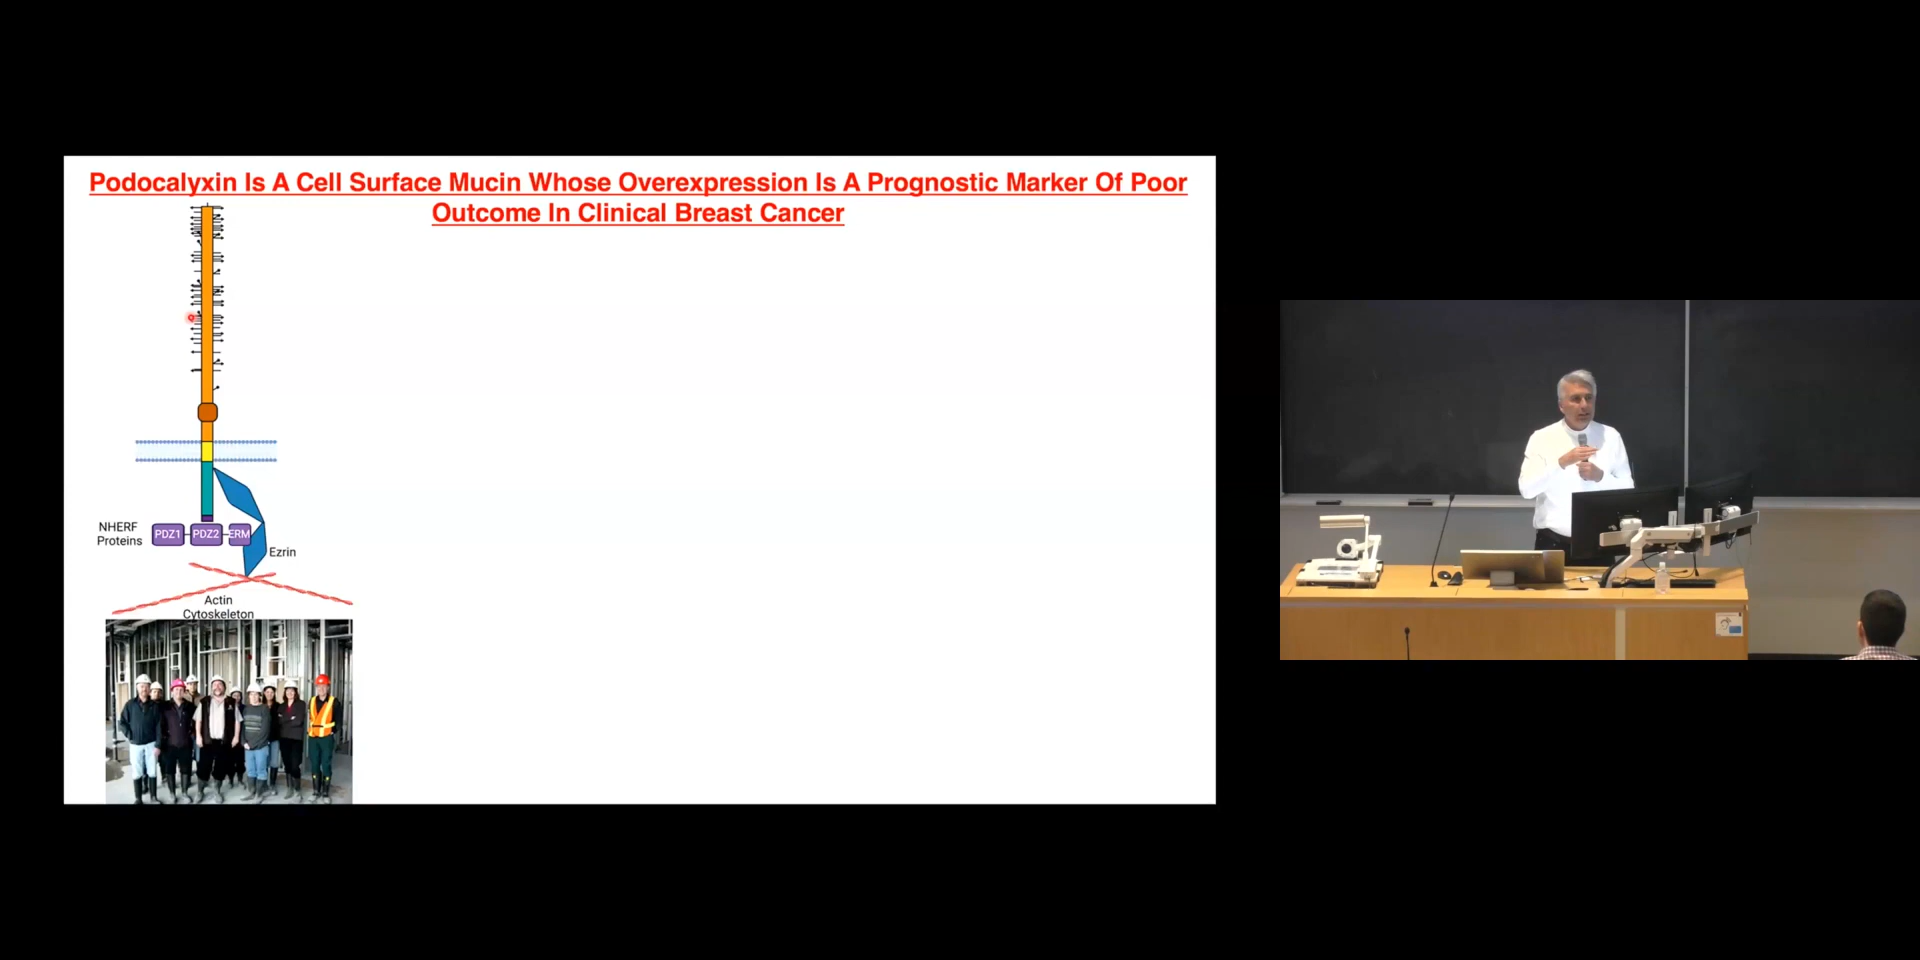 Podocalyxin Is A Cell Surface Mucin Whose Overexpression Is A Prognostic Marker Of Poor
Outcome In Clinical Breast Cancer
NHERF
Proteins
PDZ1
PDZ2
ERM
Ezrin
Actin
Cytoskeleton